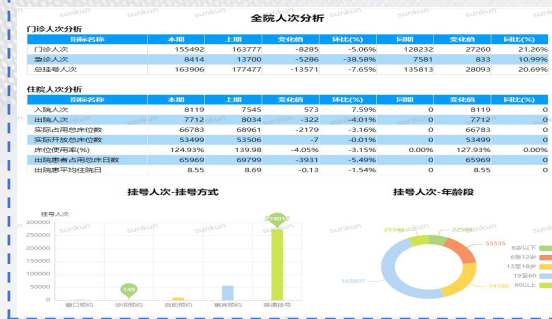 全院人次分析
门诊人次分析
指标名称 本期 上期 变化值 环比(%) 同期 变化值 同比(%)
门诊人次 155492 163777 -8285 -5.06% 128232 27260 21.26%
急诊人次 8414 13700 -5286 -38.58% 7581 833 10.99%
总挂号人次 163906 177477 -13571 -7.65% 135813 28093 20.69%
住院人次分析
指标名称 本期 上期 变化值 环比(%) 同期 变化值 同比(%)
入院人次 8119 7545 573 7.59% 0 8119 0
出院人次 7712 8034 -322 -4.01% 0 7712 0
实际占用总床位数 66783 68961 -2179 -3.16% 0 66783 0
实际开放总床位数 53499 53506 -7 -0.01% 0 53499 0
床位使用率(%) 124.93% 139.98 -4.05% -3.15% 0.00% 127.93% 0.00%
出院患者占用总床日数 65969 69799 -3931 -5.49% 0 65969 0
出院患平均住院日 8.55 8.69 -0.13 -1.54% 0 8.55 0
挂号人次-挂号方式 挂号人次-年龄段
挂号人次
300000
250000
200000
150000
100000
50000
0
149
274012
窗口预约 诊间预约 自助预约 普通挂号
25346 22598
55535
163807
6岁以下
6至12岁
13至18岁
19至60
60以上
sunkun